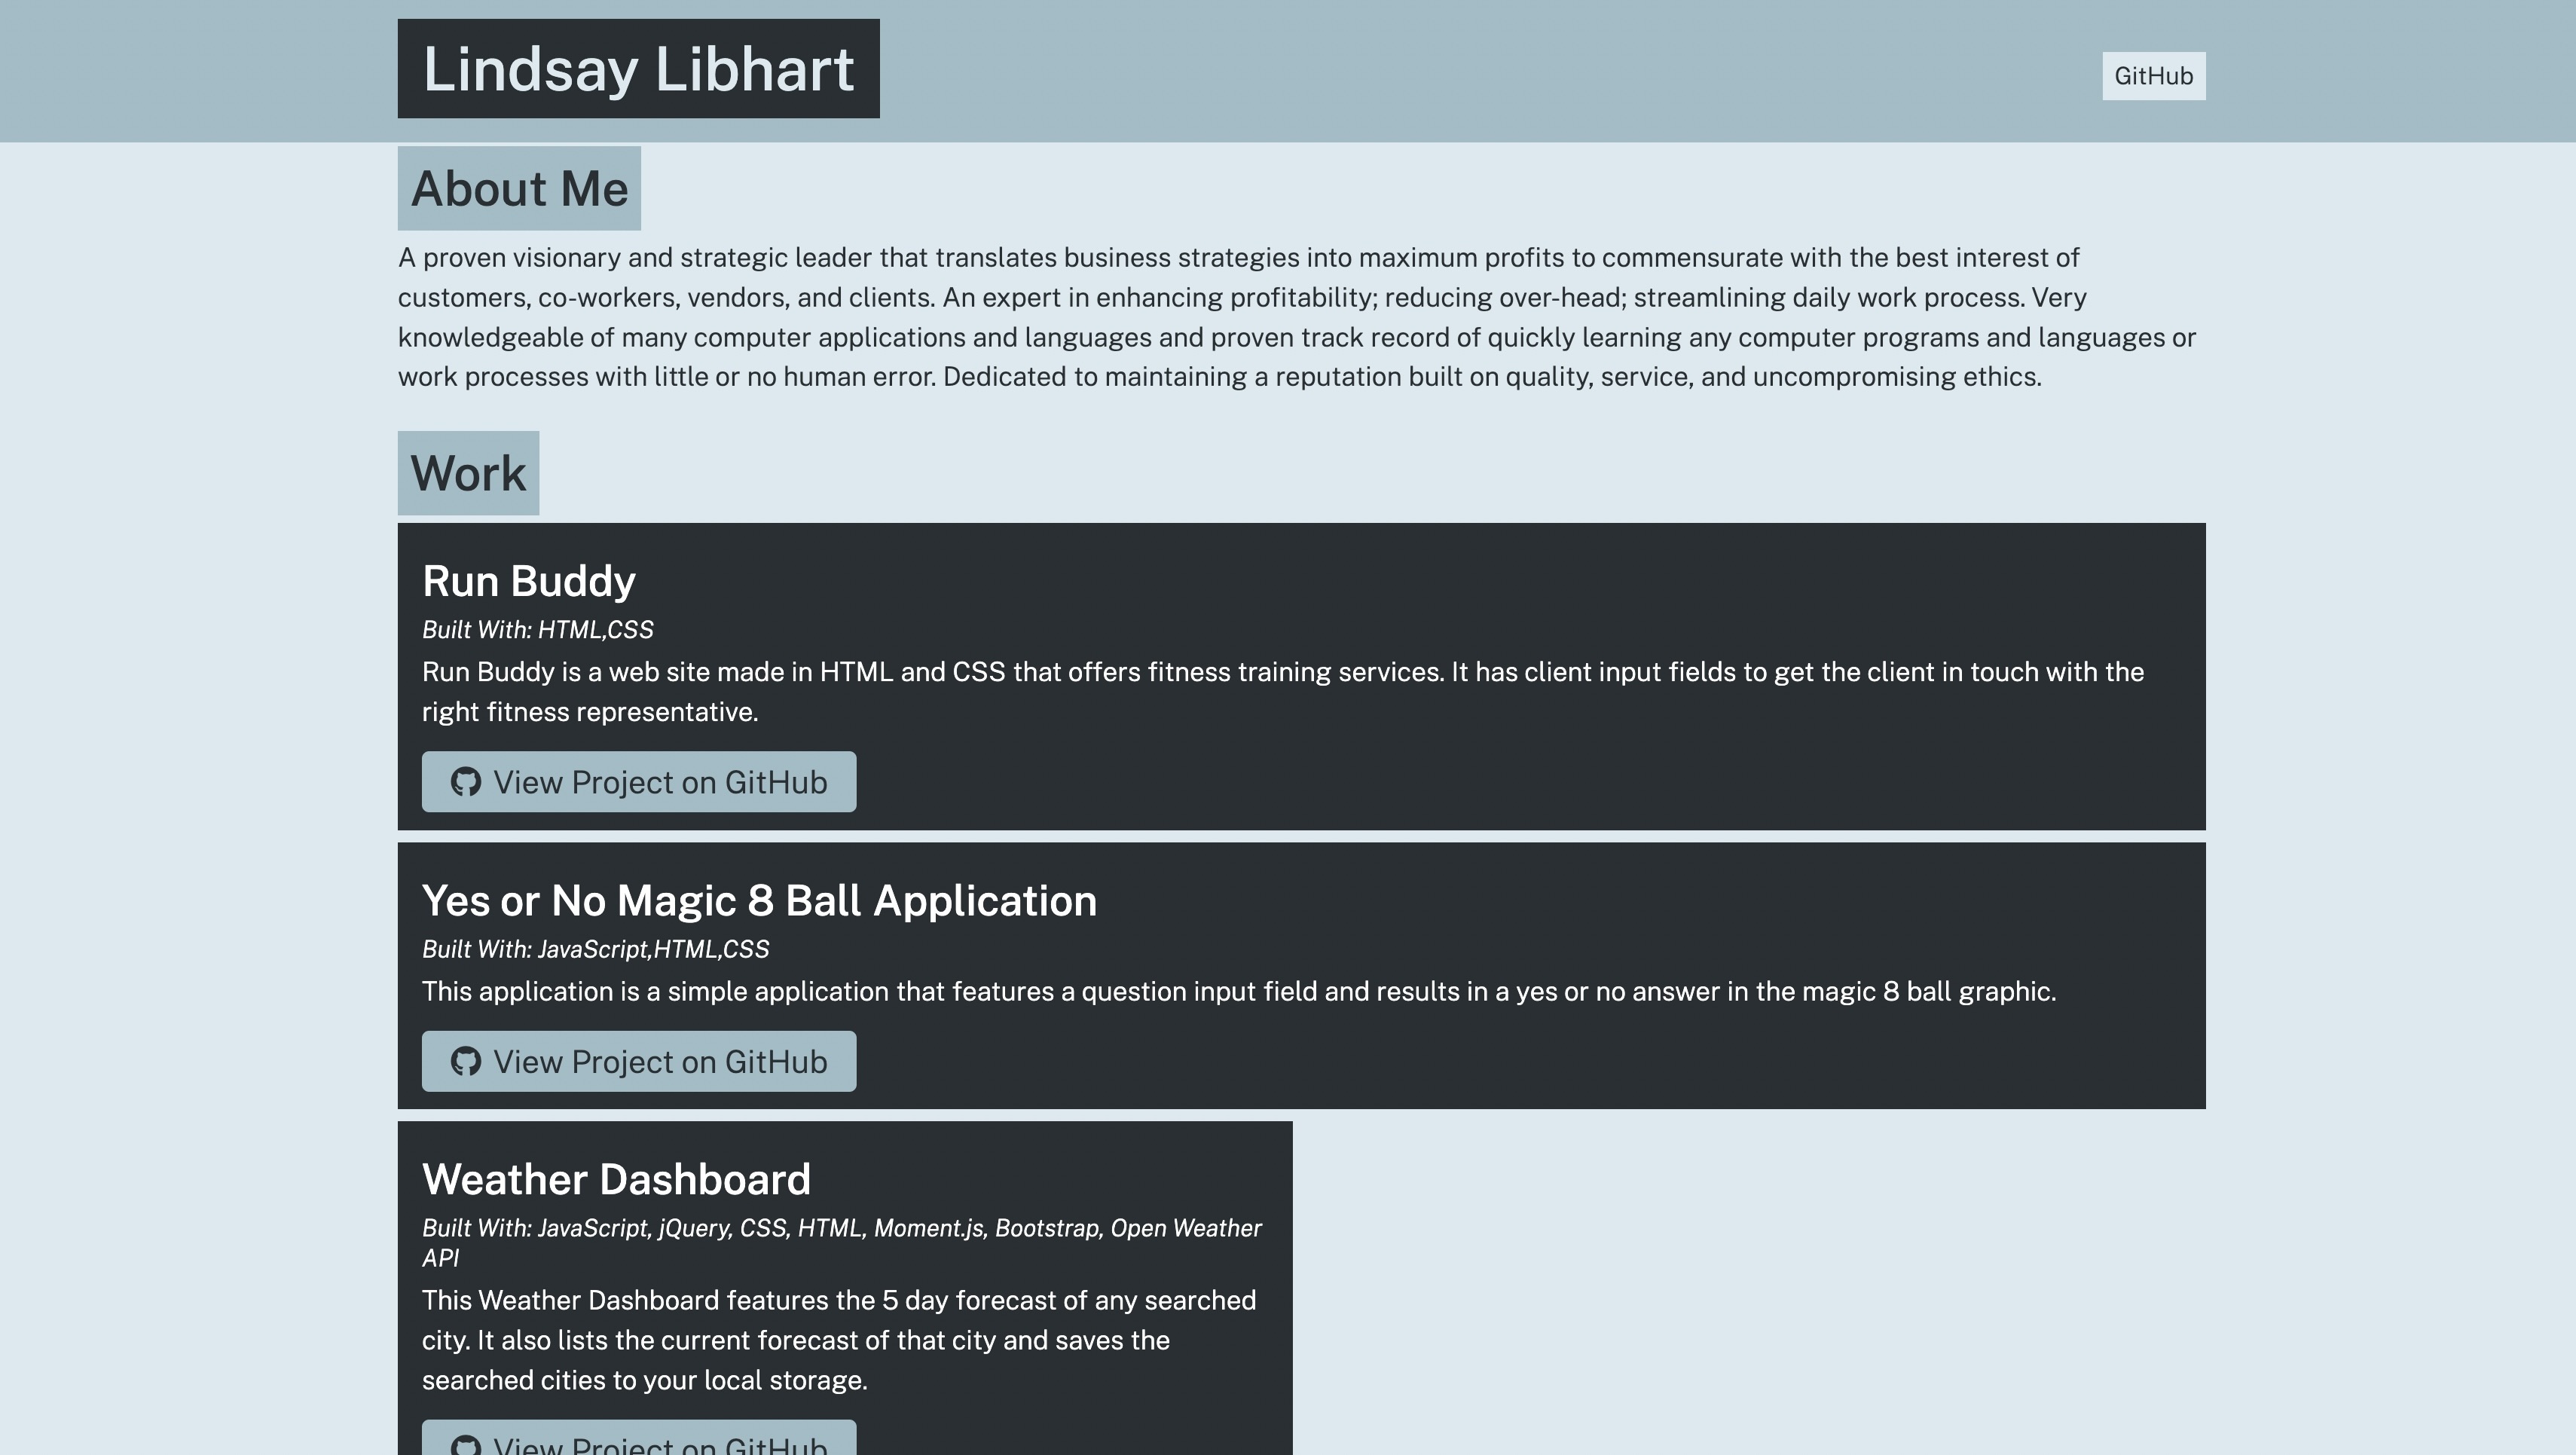 Lindsay Libhart
GitHub
About Me
A proven visionary and strategic leader that translates business strategies into maximum profits to commensurate with the best interest of
customers, co-workers, vendors, and clients. An expert in enhancing profitability; reducing over-head; streamlining daily work process. Very
knowledgeable of many computer applications and languages and proven track record of quickly learning any computer programs and languages or
work processes with little or no human error. Dedicated to maintaining a reputation built on quality, service, and uncompromising ethics.
Work
Run Buddy
Built With: HTML,CSS
Run Buddy is a web site made in HTML and CSS that offers fitness training services. It has client input fields to get the client in touch with the
right fitness representative.
View Project on GitHub
Yes or No Magic 8 Ball Application
Built With: JavaScript,HTML,CSS
This application is a simple application that features a question input field and results in a yes or no answer in the magic 8 ball graphic.
View Project on GitHub
Weather Dashboard
Built With: JavaScript, jQuery, CSS, HTML, Moment.js, Bootstrap, Open Weather
API
This Weather Dashboard features the 5 day forecast of any searched
city. It also lists the current forecast of that city and saves the
searched cities to your local storage.
View Project on GitHub